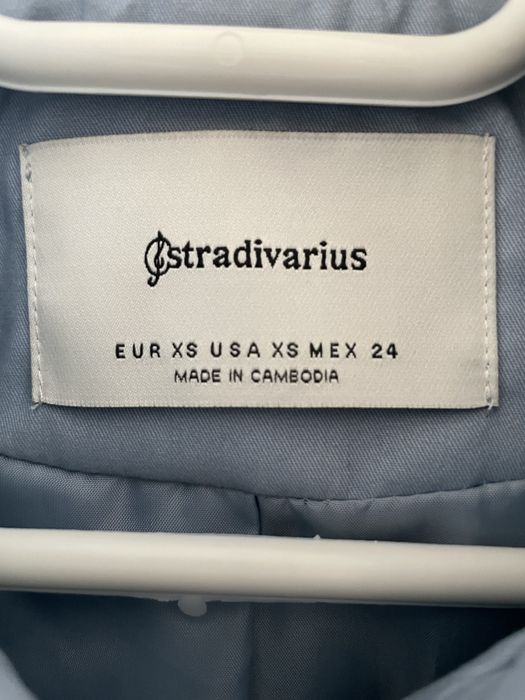 stradivarius
EUR XS USA XS MEX 24
MADE IN CAMBODIA